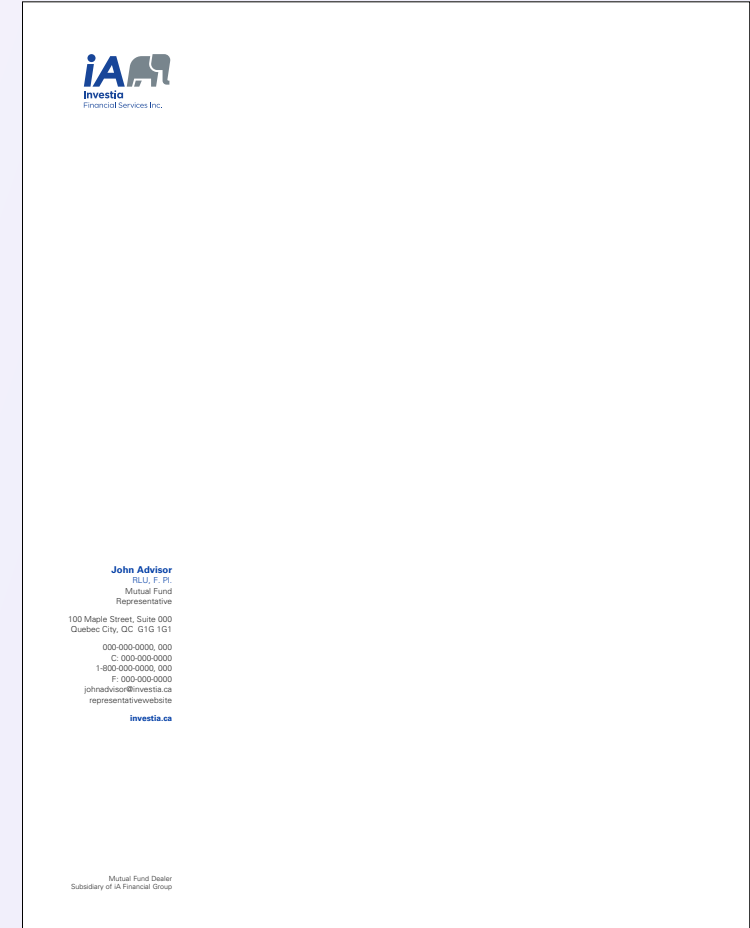 iA
Investia
Financial Services Inc.
John Advisor
RLU, F. Pl.
Mutual Fund
Representative
100 Maple Street, Suite 000
Quebec City, QC  G1G 1G1
000-000-0000, 000
C: 000-000-0000
1-800-000-0000, 000
F: 000-000-0000
johnadvisor@investia.ca
representativewebsite
investia.ca
Mutual Fund Dealer
Subsidiary of iA Financial Group